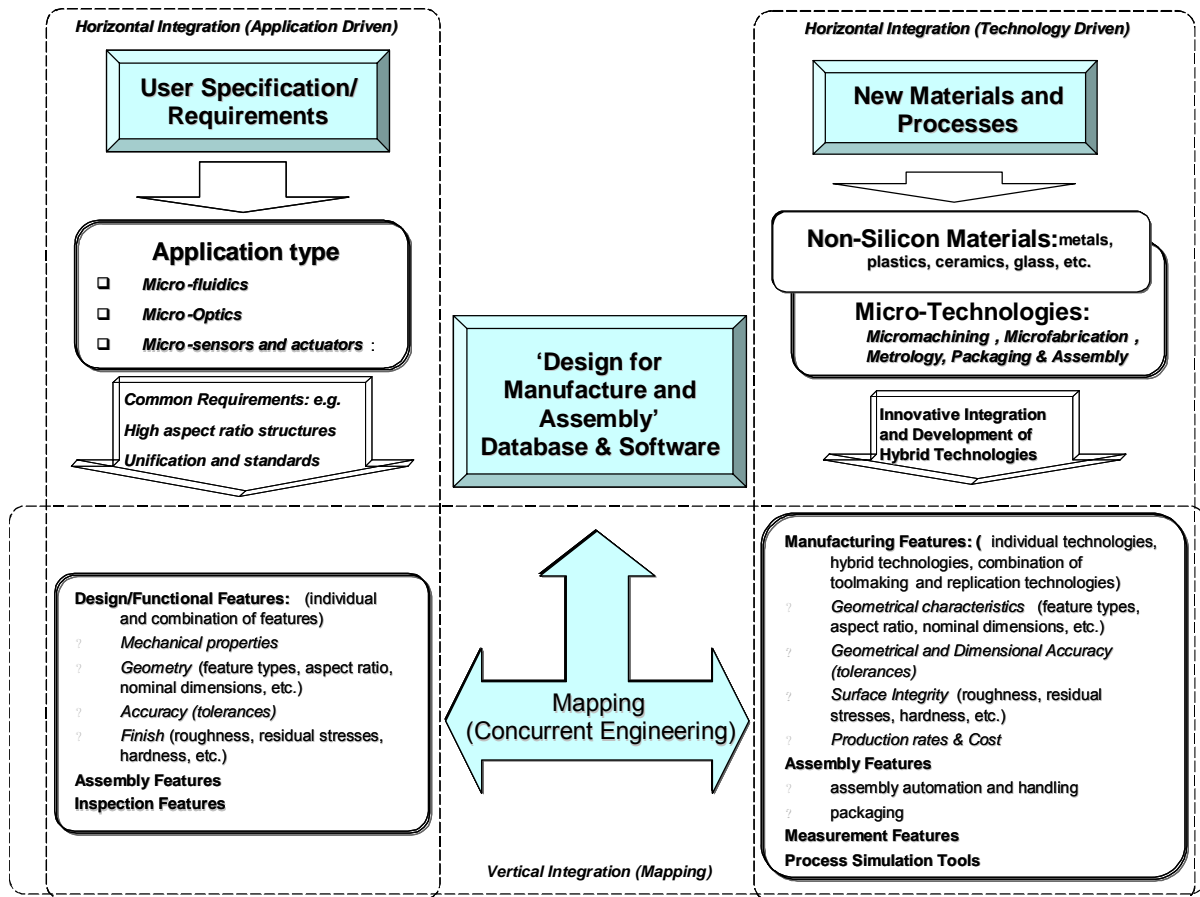 Horizontal Integration (Application Driven)
User Specification/
Requirements
Application type
❑ Micro-fluidics
❑ Micro-Optics
❑ Micro-sensors and actuators :
Common Requirements: e.g.
High aspect ratio structures
Unification and standards
Design/Functional Features: (individual
and combination of features)
? Mechanical properties
? Geometry (feature types, aspect ratio,
nominal dimensions, etc.)
? Accuracy (tolerances)
? Finish (roughness, residual stresses,
hardness, etc.)
Assembly Features
Inspection Features
‘Design for
Manufacture and
Assembly’
Database & Software
Mapping
(Concurrent Engineering)
Vertical Integration (Mapping)
Horizontal Integration (Technology Driven)
New Materials and
Processes
Non-Silicon Materials: metals,
plastics, ceramics, glass, etc.
Micro-Technologies:
Micromachining , Microfabrication ,
Metrology, Packaging & Assembly
Innovative Integration
and Development of
Hybrid Technologies
Manufacturing Features: ( individual technologies,
hybrid technologies, combination of
toolmaking and replication technologies)
? Geometrical characteristics (feature types,
aspect ratio, nominal dimensions, etc.)
? Geometrical and Dimensional Accuracy
(tolerances)
? Surface Integrity (roughness, residual
stresses, hardness, etc.)
? Production rates & Cost
Assembly Features
? assembly automation and handling
? packaging
Measurement Features
Process Simulation Tools